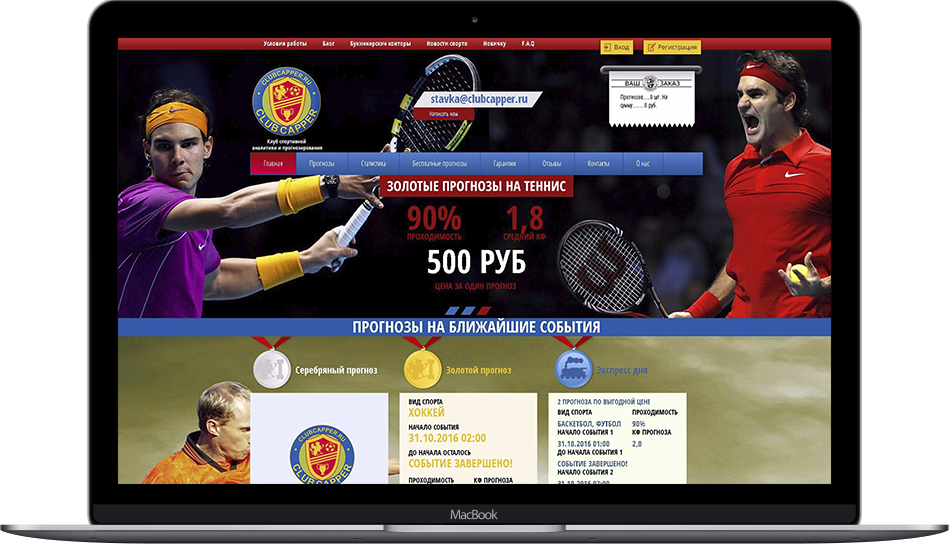 Условия работы Блог Букмекерские конторы Новости спорта Новичку F.A.Q
Вход Регистрация
CLUBCAPPER.RU
CLUB CAPPER
Клуб спортивной
аналитики и прогнозирования
stavka@clubcapper.ru
Написать нам
ВАШ ЗАКАЗ
Прогнозов.....0 шт. На
сумму.........0 руб.
Главная Прогнозы Статистика Бесплатные прогнозы Гарантии Отзывы Контакты О нас
ЗОЛОТЫЕ ПРОГНОЗЫ НА ТЕННИС
90% 1,8
ПРОХОДИМОСТЬ СРЕДНИЙ КФ
500 РУБ
ЦЕНА ЗА ОДИН ПРОГНОЗ
ПРОГНОЗЫ НА БЛИЖАЙШИЕ СОБЫТИЯ
Серебряный прогноз
Золотой прогноз
Экспресс дня
CLUBCAPPER.RU
CLUB CAPPER
ВИД СПОРТА
ХОККЕЙ
НАЧАЛО СОБЫТИЯ
31.10.2016 02:00
ДО НАЧАЛА ОСТАЛОСЬ
СОБЫТИЕ ЗАВЕРШЕНО!
ПРОХОДИМОСТЬ КФ ПРОГНОЗА
2 ПРОГНОЗА ПО ВЫГОДНОЙ ЦЕНЕ
ВИД СПОРТА ПРОХОДИМОСТЬ
БАСКЕТБОЛ, ФУТБОЛ 90%
НАЧАЛО СОБЫТИЯ 1 КФ ПРОГНОЗА
31.10.2016 01:00 2,0
ДО НАЧАЛА СОБЫТИЯ 1
СОБЫТИЕ ЗАВЕРШЕНО!
НАЧАЛО СОБЫТИЯ 2
31.10.2016 02:00
MacBook